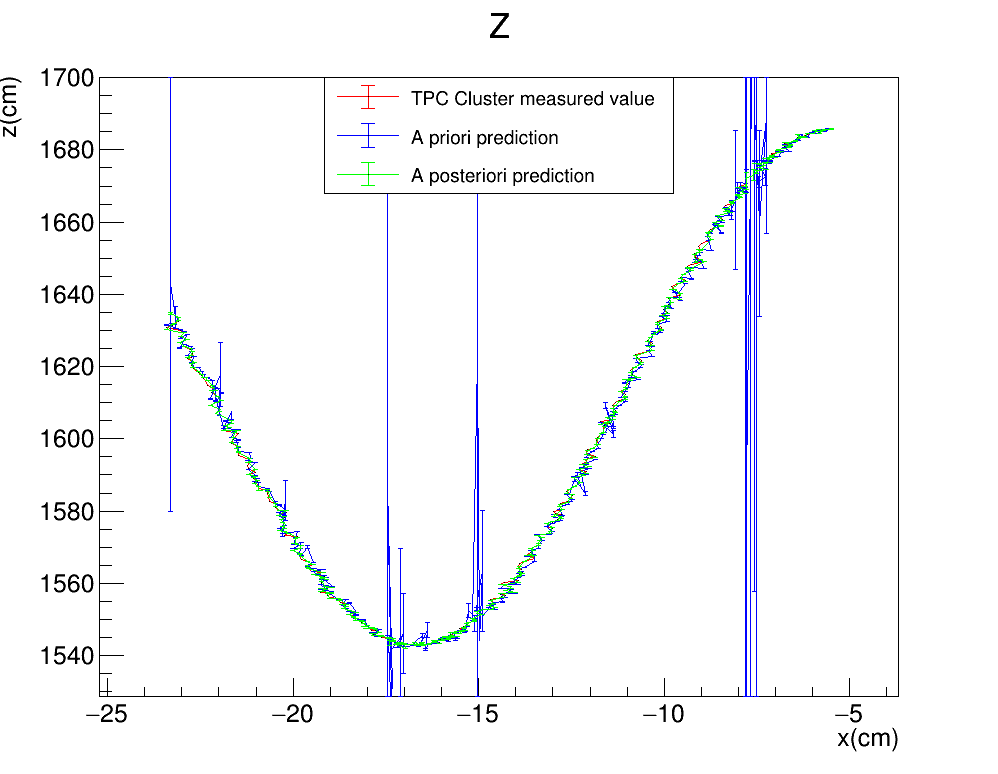 Z
z(cm)
1700
1680
1660
1640
1620
1600
1580
1560
1540
TPC Cluster measured value
A priori prediction
A posteriori prediction
−25 −20 −15 −10 −5
x(cm)